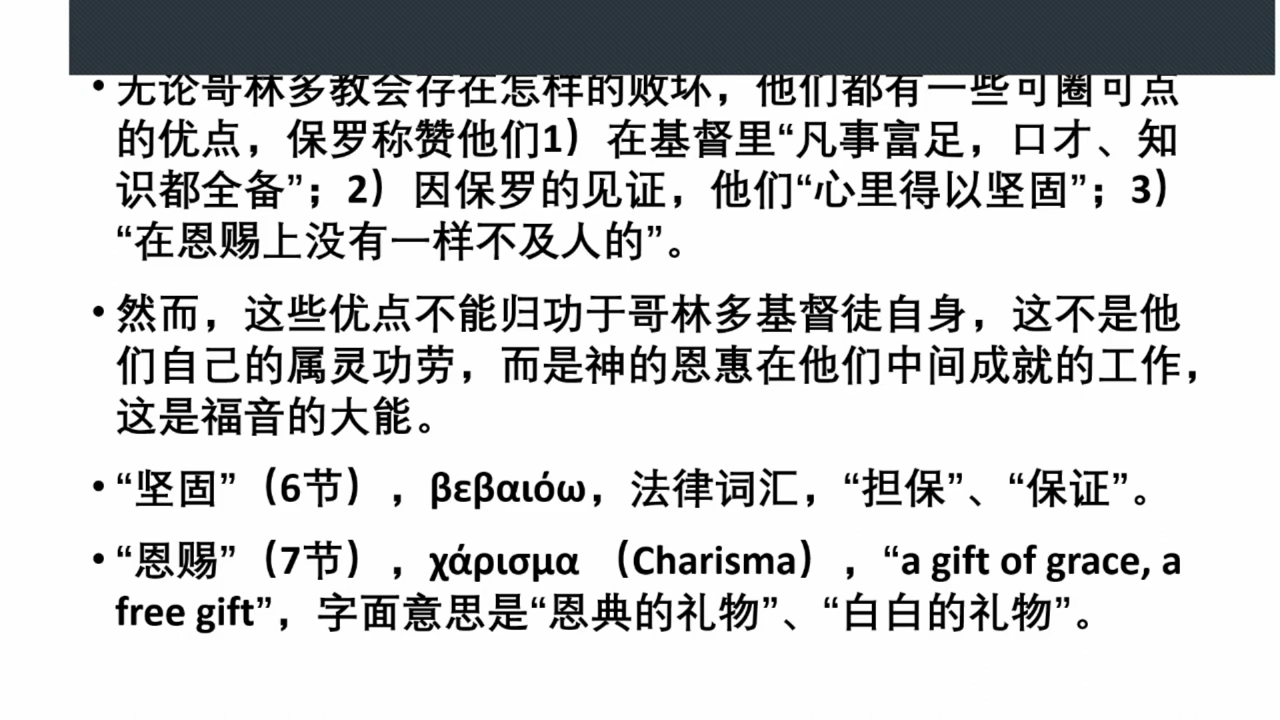 • 无论哥林多教会存在怎样的败坏，他们都有一些可圈可点
的优点，保罗称赞他们1）在基督里“凡事富足，口才、知
识都全备”；2）因保罗的见证，他们“心里得以坚固”；3）
“在恩赐上没有一样不及人的”。
• 然而，这些优点不能归功于哥林多基督徒自身，这不是他
们自己的属灵功劳，而是神的恩惠在他们中间成就的工作，
这是福音的大能。
• “坚固”（6节），βεβαιόω，法律词汇，“担保”、“保证”。
• “恩赐”（7节），χάρισμα （Charisma），“a gift of grace, a
free gift”，字面意思是“恩典的礼物”、“白白的礼物”。